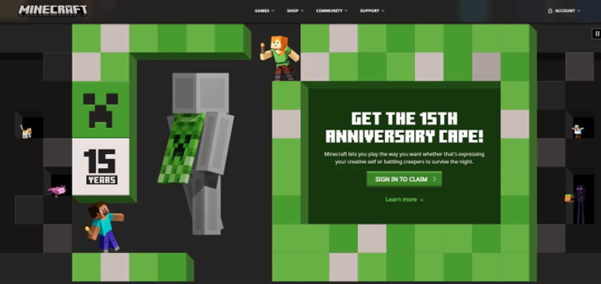 MINECRAFT
GAMES
SHOP
COMMUNITY
SUPPORT
ACCOUNT
15
YEARS
GET THE 15TH
ANNIVERSARY CAPE!
Minecraft lets you play the way you want whether that's expressing
your creative self or battling creepers to survive the night.
SIGN IN TO CLAIM
Learn more